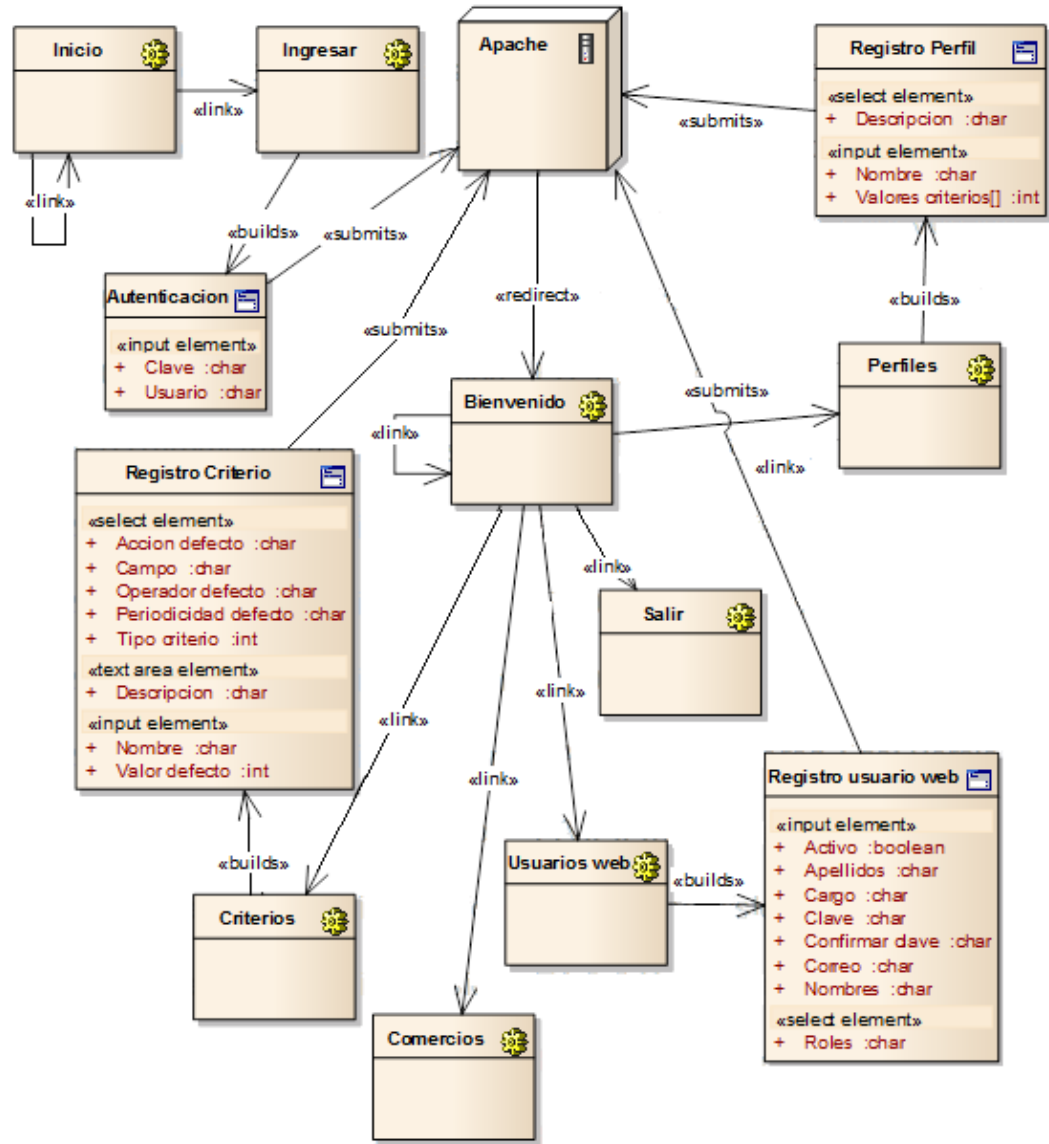 Inicio
Ingresar
Apache
Registro Perfil
«select element»
+ Descripcion :char
«input element»
+ Nombre :char
+ Valores criterios[] :int
«link»
«submits»
«link»
«builds»
«submits»
Autenticacion
«input element»
+ Clave :char
+ Usuario :char
«redirect»
«builds»
«submits»
Perfiles
Bienvenido
«link»
«submits»
«link»
Registro Criterio
«select element»
+ Accion defecto :char
+ Campo :char
+ Operador defecto :char
+ Periodicidad defecto :char
+ Tipo criterio :int
«text area element»
+ Descripcion :char
«input element»
+ Nombre :char
+ Valor defecto :int
«link»
Salir
«link»
«link»
«link»
«builds»
Criterios
Usuarios web
«builds»
Registro usuario web
«input element»
+ Activo :boolean
+ Apellidos :char
+ Cargo :char
+ Clave :char
+ Confirmar clave :char
+ Correo :char
+ Nombres :char
«select element»
+ Roles :char
Comercios